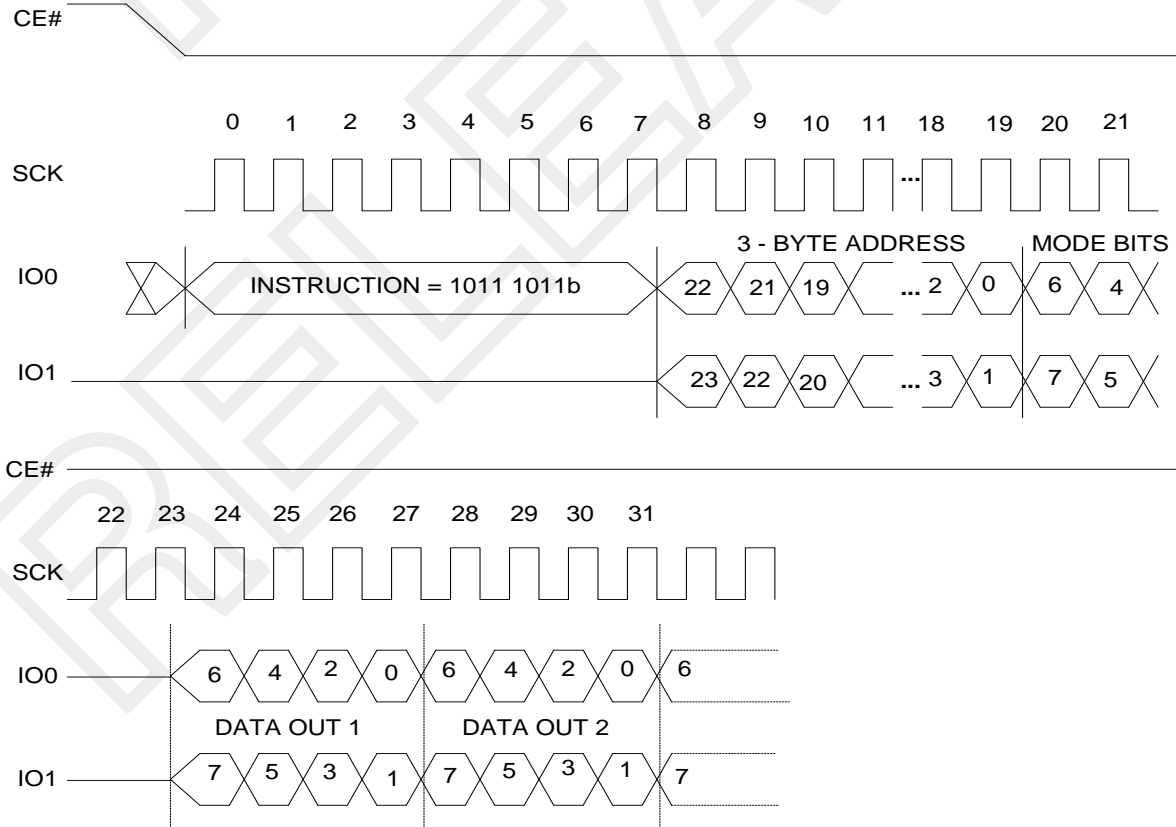 CE#
0 1 2 3 4 5 6 7 8 9 10 11 18 19 20 21
SCK ...
3 - BYTE ADDRESS MODE BITS
IO0 INSTRUCTION = 1011 1011b 22 21 19 ... 2 0 6 4
IO1 23 22 20 ... 3 1 7 5
CE#
22 23 24 25 26 27 28 29 30 31
SCK
IO0 6 4 2 0 6 4 2 0 6
DATA OUT 1 DATA OUT 2
IO1 7 5 3 1 7 5 3 1 7